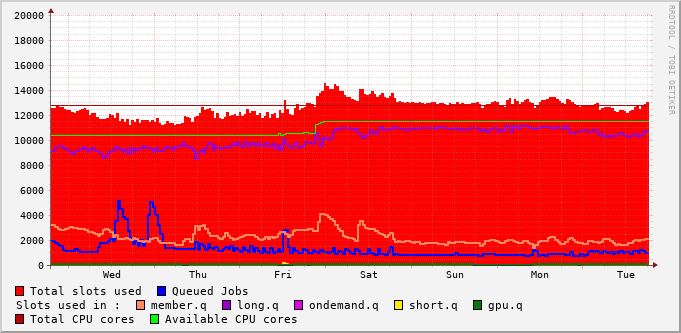 RRDTOOL / TOBI OETIKER
20000
18000
16000
14000
12000
10000
8000
6000
4000
2000
0
Wed Thu Fri Sat Sun Mon Tue
Total slots used Queued Jobs
Slots used in : member.q long.q ondemand.q short.q gpu.q
Total CPU cores Available CPU cores